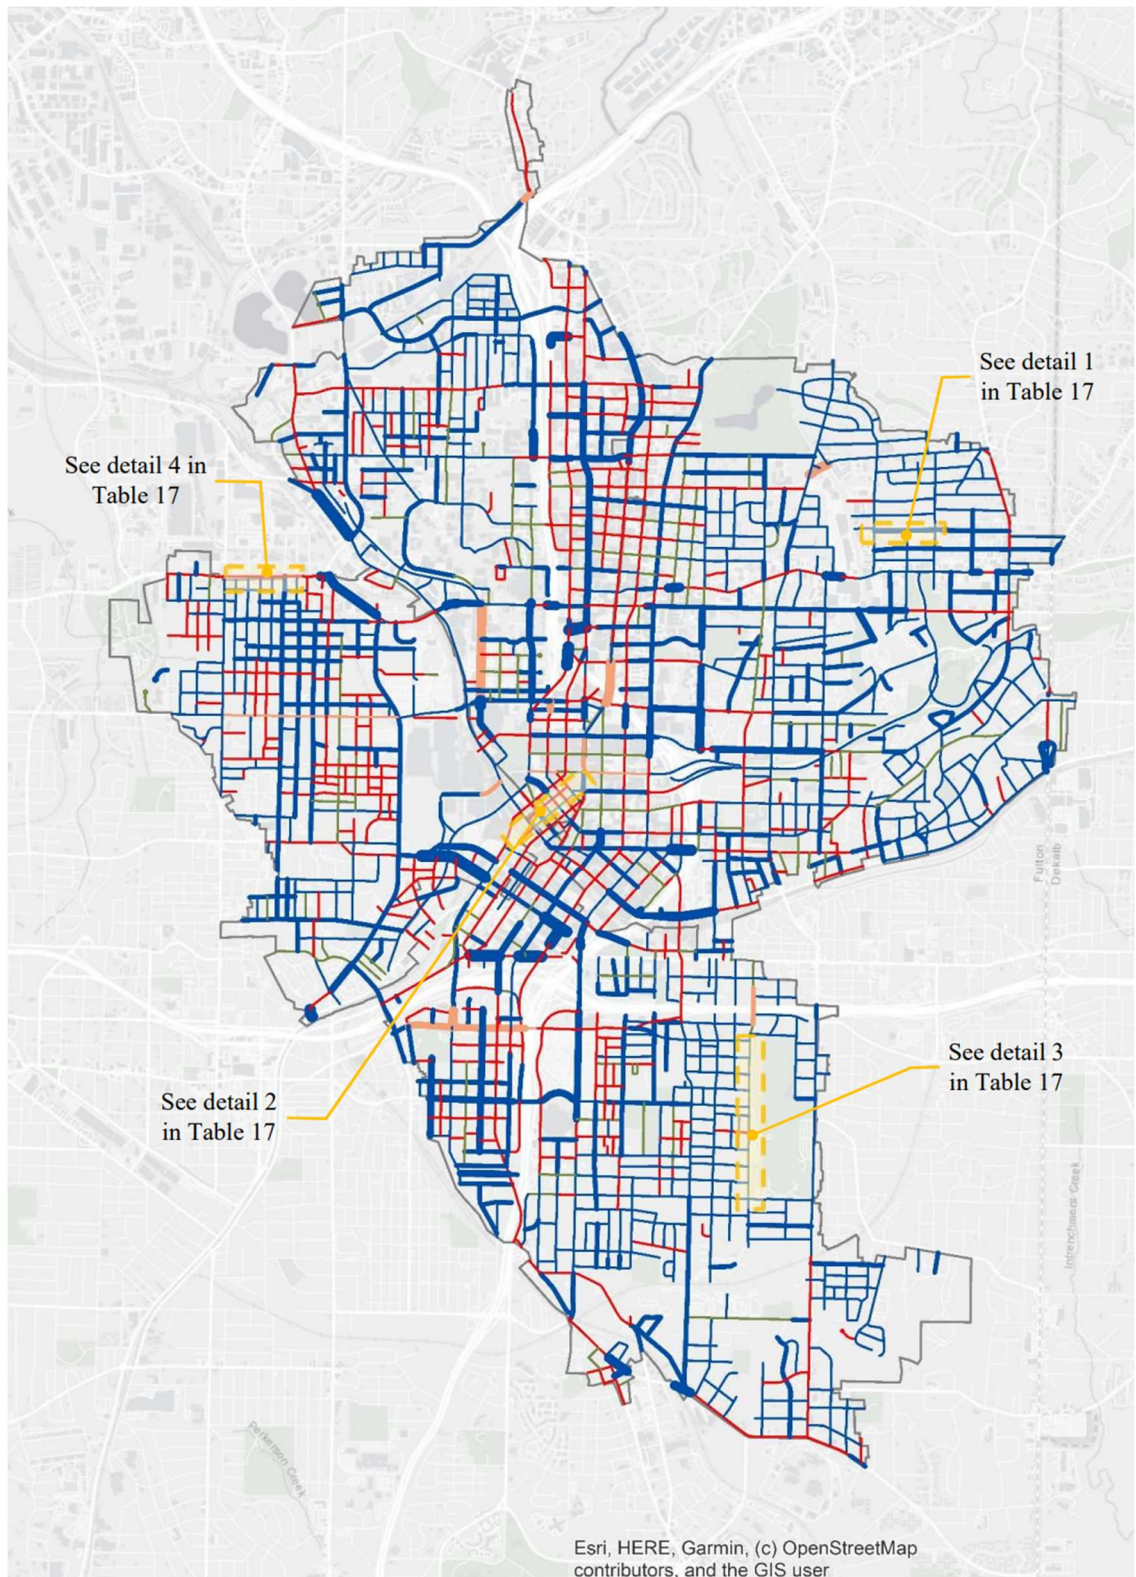 See detail 1
in Table 17
See detail 4 in
Table 17
Fulton
Dekalb
See detail 3
in Table 17
See detail 2
in Table 17
Intrenchment Creek
Perkerson Creek
Esri, HERE, Garmin, (c) OpenStreetMap
contributors, and the GIS user